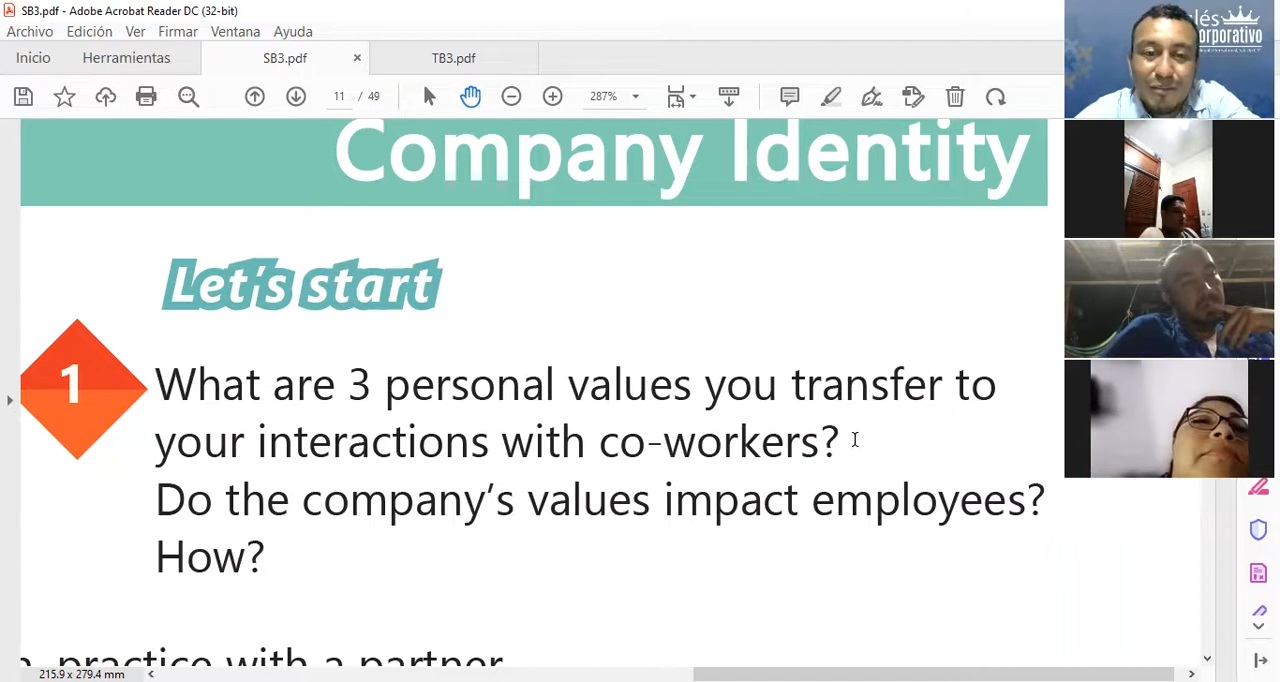 SB3.pdf - Adobe Acrobat Reader DC (32-bit)
Archivo Edición Ver Firmar Ventana Ayuda
Inicio Herramientas SB3.pdf × TB3.pdf
11 / 49 287%
Company Identity
Let's start
1
What are 3 personal values you transfer to
your interactions with co-workers?
Do the company's values impact employees?
How?
practice with a partner
215.9 x 279.4 mm
lés
orporativo